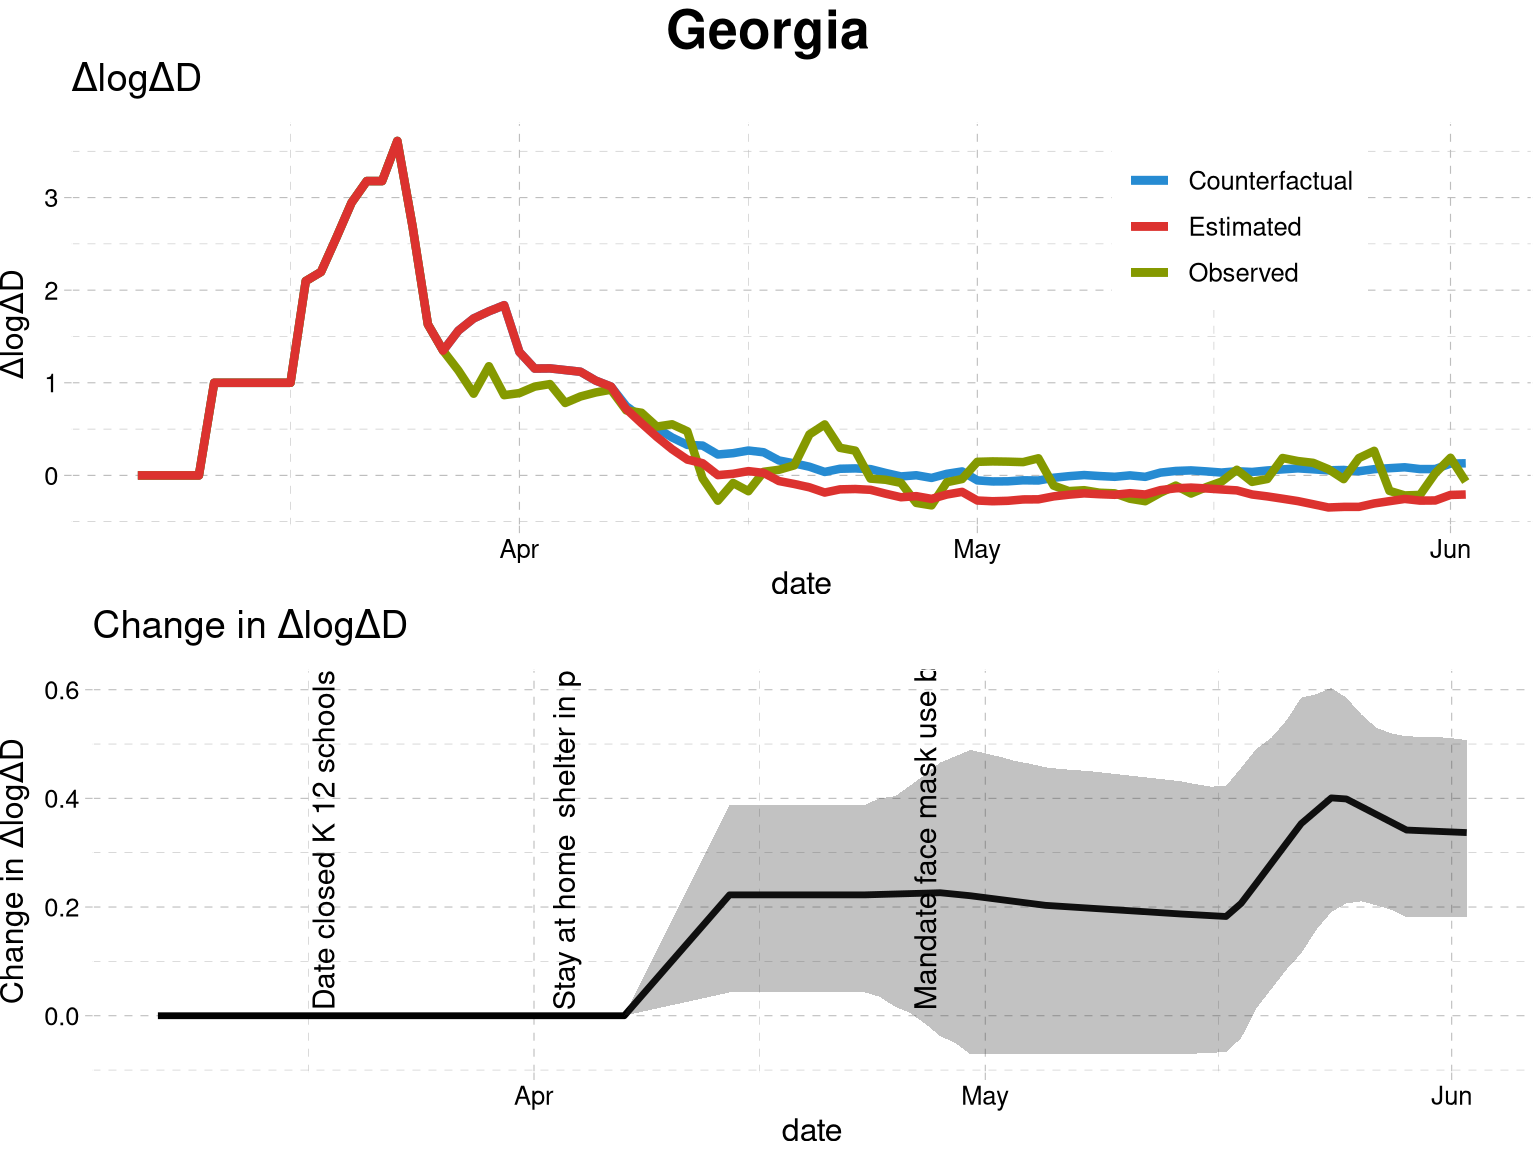 Georgia
ΔlogΔD
ΔlogΔD
3
2
1
0
Counterfactual
Estimated
Observed
Apr
May
Jun
date
Change in ΔlogΔD
Change in ΔlogΔD
0.6
0.4
0.2
0.0
Date closed K 12 schools
Stay at home  shelter in p
Mandate face mask use b
Apr
May
Jun
date